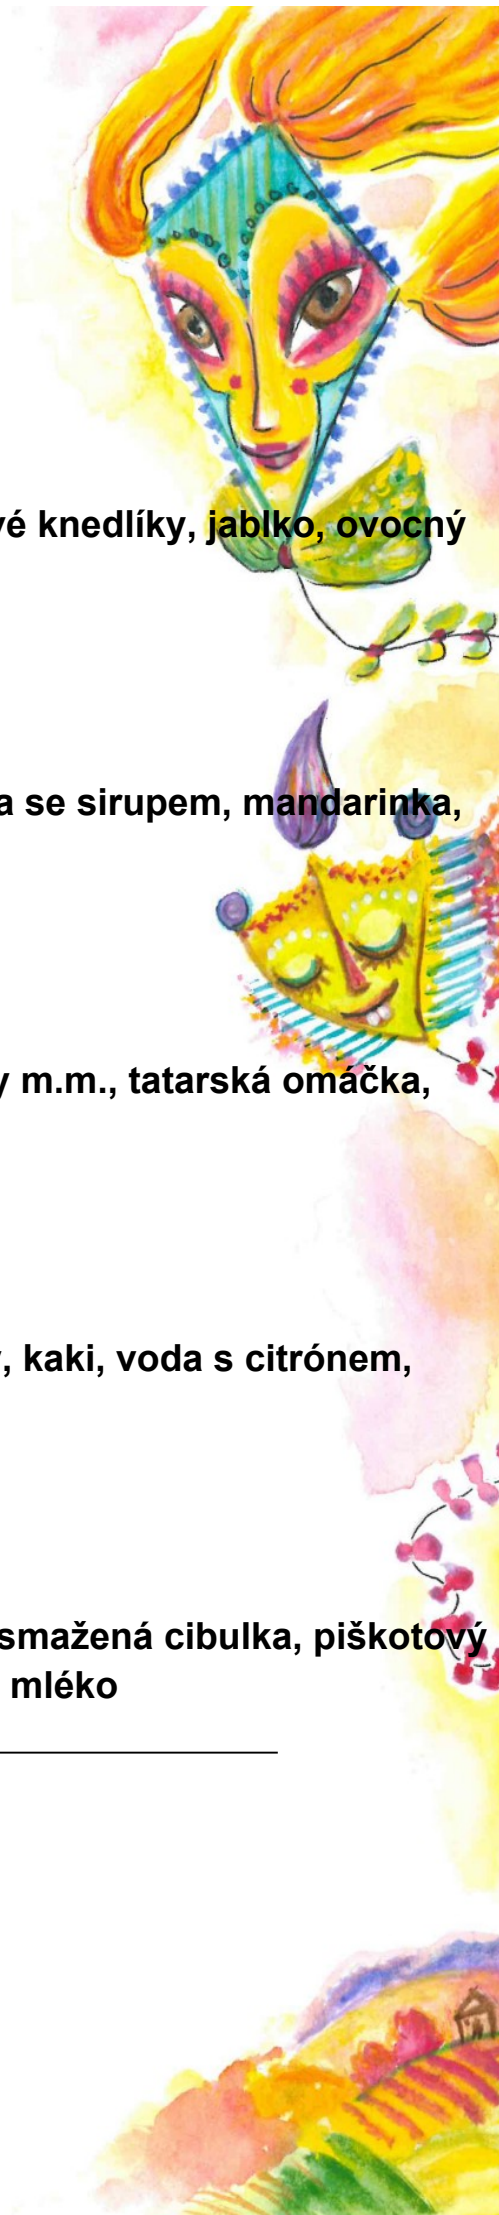 vé knedlíky, jablko, ovocný
a se sirupem, mandarinka,
y m.m., tatarská omáčka,
, kaki, voda s citrónem,
smažená cibulka, piškotový
mléko